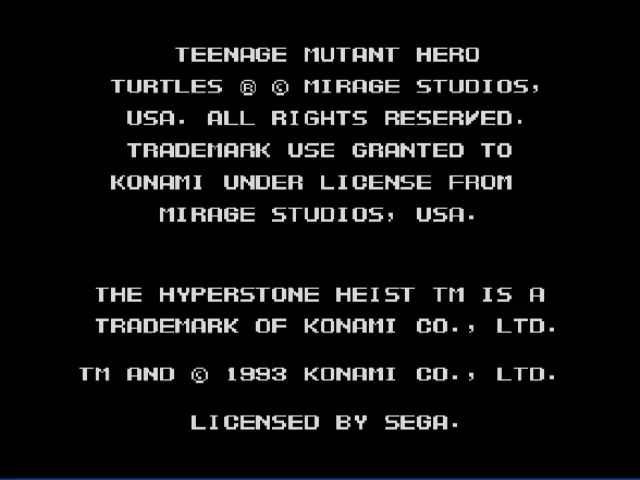 TEENAGE MUTANT HERO
TURTLES ® © MIRAGE STUDIOS,
USA. ALL RIGHTS RESERVED.
TRADEMARK USE GRANTED TO
KONAMI UNDER LICENSE FROM
MIRAGE STUDIOS, USA.
THE HYPERSTONE HEIST TM IS A
TRADEMARK OF KONAMI CO., LTD.
TM AND © 1993 KONAMI CO., LTD.
LICENSED BY SEGA.